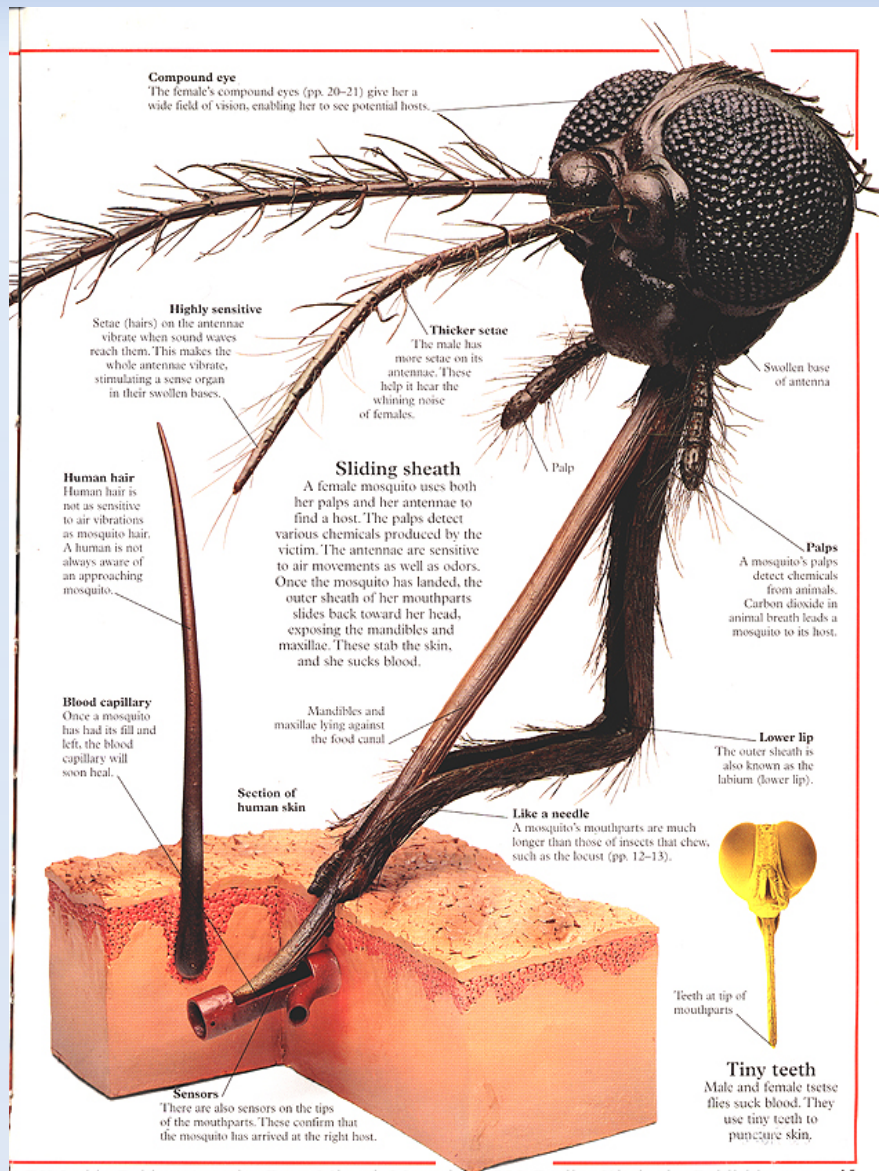 Compound eye
The female's compound eyes (pp. 20–21) give her a
wide field of vision, enabling her to see potential hosts.
Highly sensitive
Setae (hairs) on the antennae
vibrate when sound waves
reach them. This makes the
whole antennae vibrate,
stimulating a sense organ
in their swollen bases.
Thicker setae
The male has
more setae on its
antennae. These
help it hear the
whining noise
of females.
Swollen base
of antenna
Palp
Human hair
Human hair is
not as sensitive
to air vibrations
as mosquito hair.
A human is not
always aware of
an approaching
mosquito.
Sliding sheath
A female mosquito uses both
her palps and her antennae to
find a host. The palps detect
various chemicals produced by the
victim. The antennae are sensitive
to air movements as well as odors.
Once the mosquito has landed, the
outer sheath of her mouthparts
slides back toward her head,
exposing the mandibles and
maxillae. These stab the skin,
and she sucks blood.
Palps
A mosquito's palps
detect chemicals
from animals.
Carbon dioxide in
animal breath leads a
mosquito to its host.
Blood capillary
Once a mosquito
has had its fill and
left, the blood
capillary will
soon heal.
Mandibles and
maxillae lying against
the food canal
Lower lip
The outer sheath is
also known as the
labium (lower lip).
Section of
human skin
Like a needle
A mosquito's mouthparts are much
longer than those of insects that chew,
such as the locust (pp. 12–13).
Teeth at tip of
mouthparts
Tiny teeth
Male and female tsetse
flies suck blood. They
use tiny teeth to
puncture skin.
Sensors
There are also sensors on the tips
of the mouthparts. These confirm that
the mosquito has arrived at the right host.